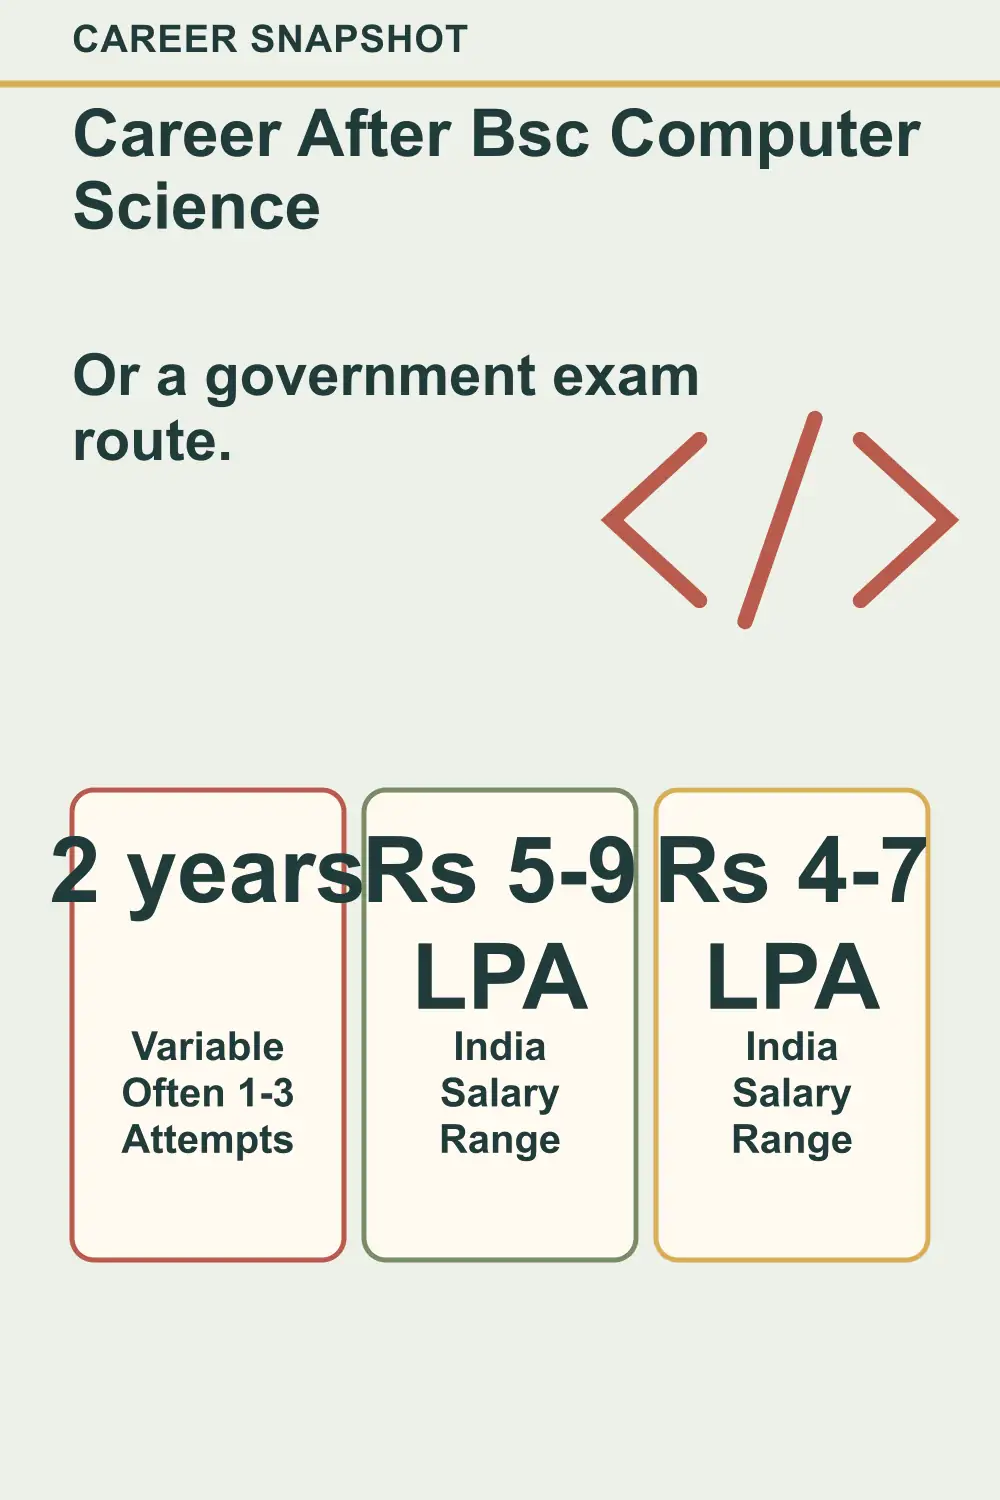 CAREER SNAPSHOT
Career After Bsc Computer
Science
Or a government exam
route.
2 years
Variable
Often 1-3
Attempts
Rs 5-9
LPA
India
Salary
Range
Rs 4-7
LPA
India
Salary
Range